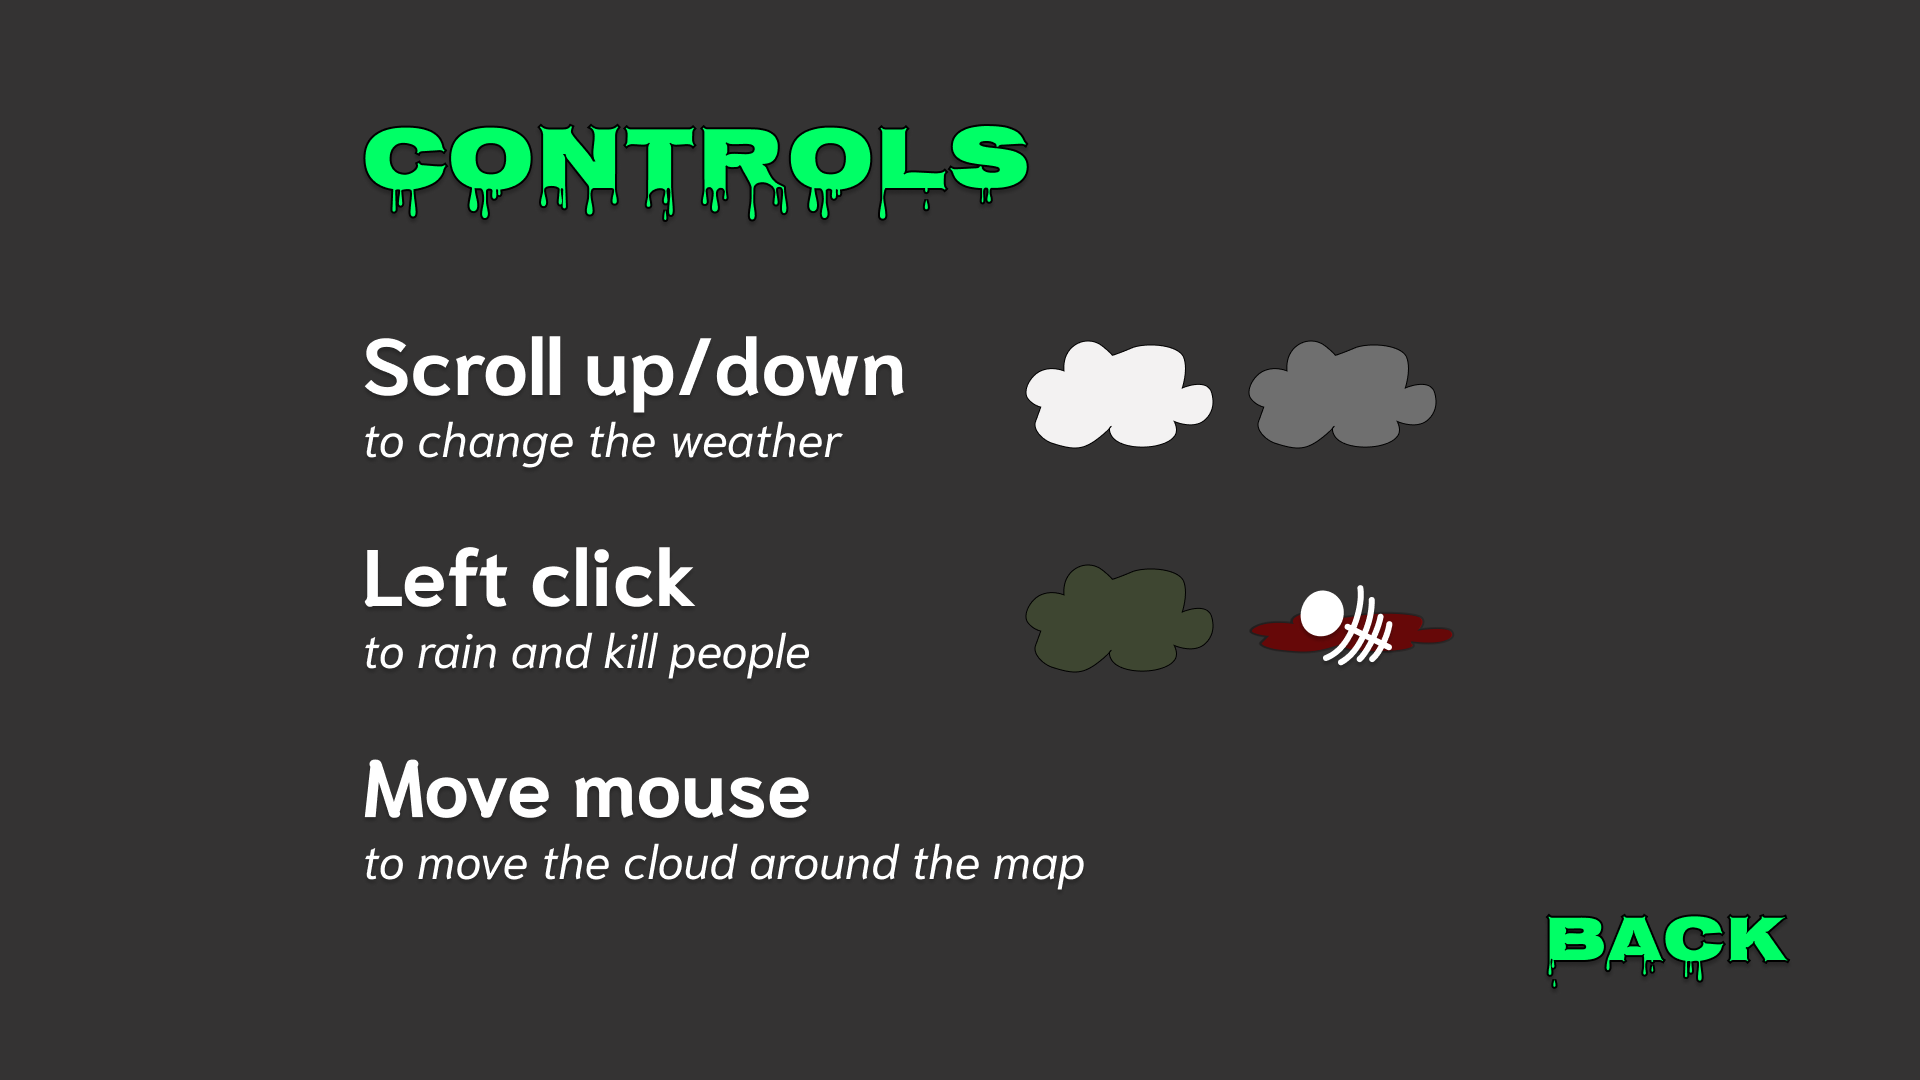 CONTROLS
Scroll up/down
to change the weather
Left click
to rain and kill people
Move mouse
to move the cloud around the map
BACK